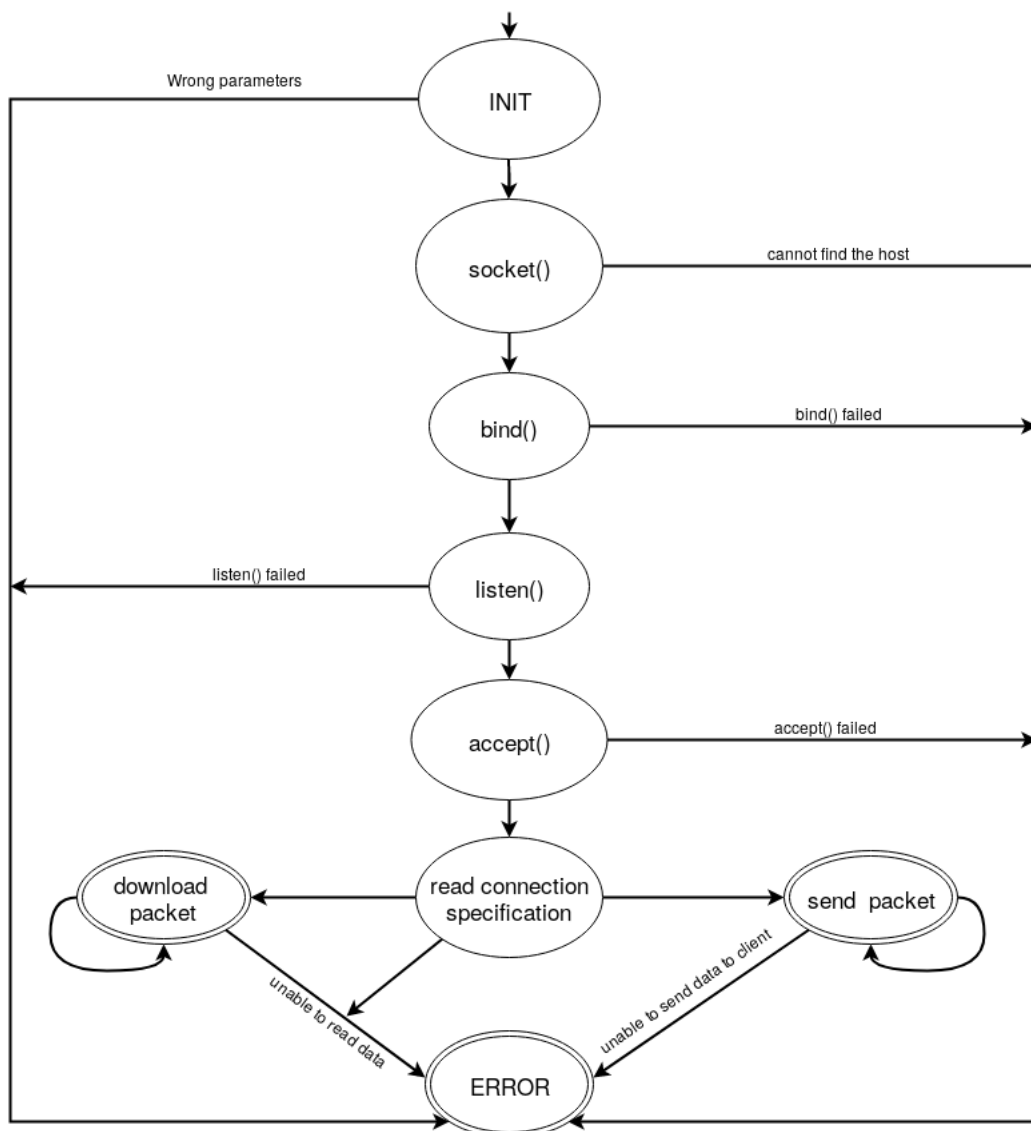 Wrong parameters
INIT
socket()
cannot find the host
bind()
bind() failed
listen() failed
listen()
accept()
accept() failed
download
packet
read connection
specification
send packet
unable to read data
unable to send data to client
ERROR